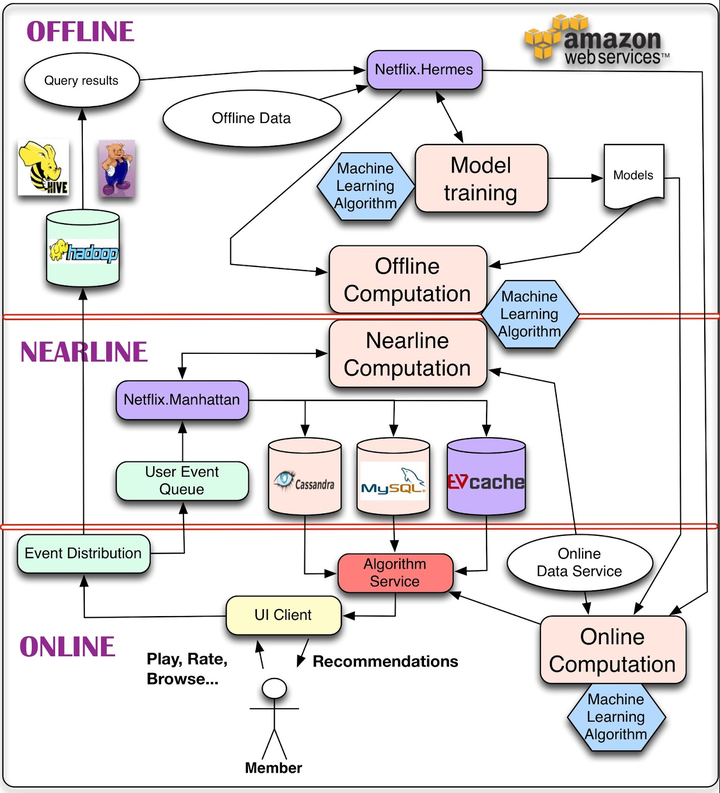 OFFLINE
amazon
web services™
Query results
Netflix.Hermes
Offline Data
HIVE
Machine
Learning
Algorithm
Model
training
Models
hadoop
Offline
Computation
Machine
Learning
Algorithm
NEARLINE
Nearline
Computation
Netflix.Manhattan
User Event
Queue
Cassandra
MySQL®
EVcache
Event Distribution
Algorithm
Service
Online
Data Service
UI Client
ONLINE
Play, Rate,
Browse...
Recommendations
Online
Computation
Machine
Learning
Algorithm
Member